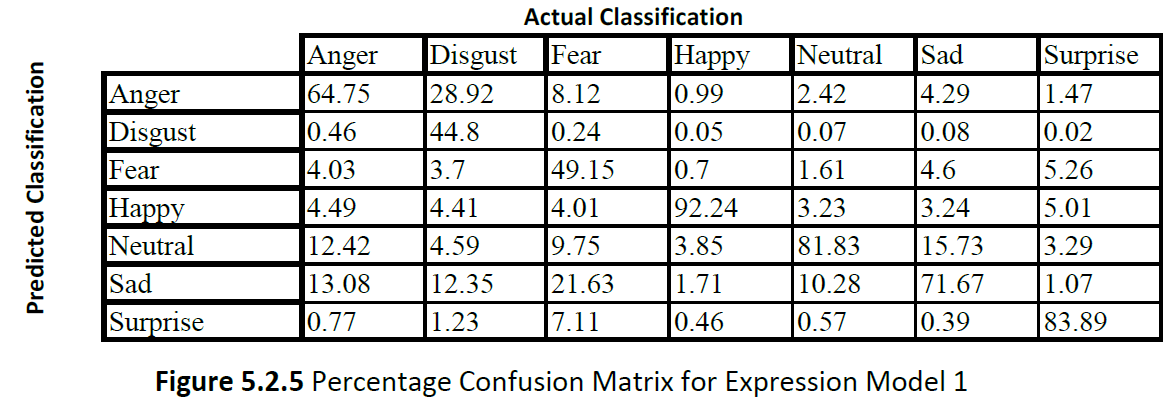 Actual Classification
Predicted Classification
Anger Disgust Fear Happy Neutral Sad Surprise
Anger 64.75 28.92 8.12 0.99 2.42 4.29 1.47
Disgust 0.46 44.8 0.24 0.05 0.07 0.08 0.02
Fear 4.03 3.7 49.15 0.7 1.61 4.6 5.26
Happy 4.49 4.41 4.01 92.24 3.23 3.24 5.01
Neutral 12.42 4.59 9.75 3.85 81.83 15.73 3.29
Sad 13.08 12.35 21.63 1.71 10.28 71.67 1.07
Surprise 0.77 1.23 7.11 0.46 0.57 0.39 83.89
Figure 5.2.5 Percentage Confusion Matrix for Expression Model 1